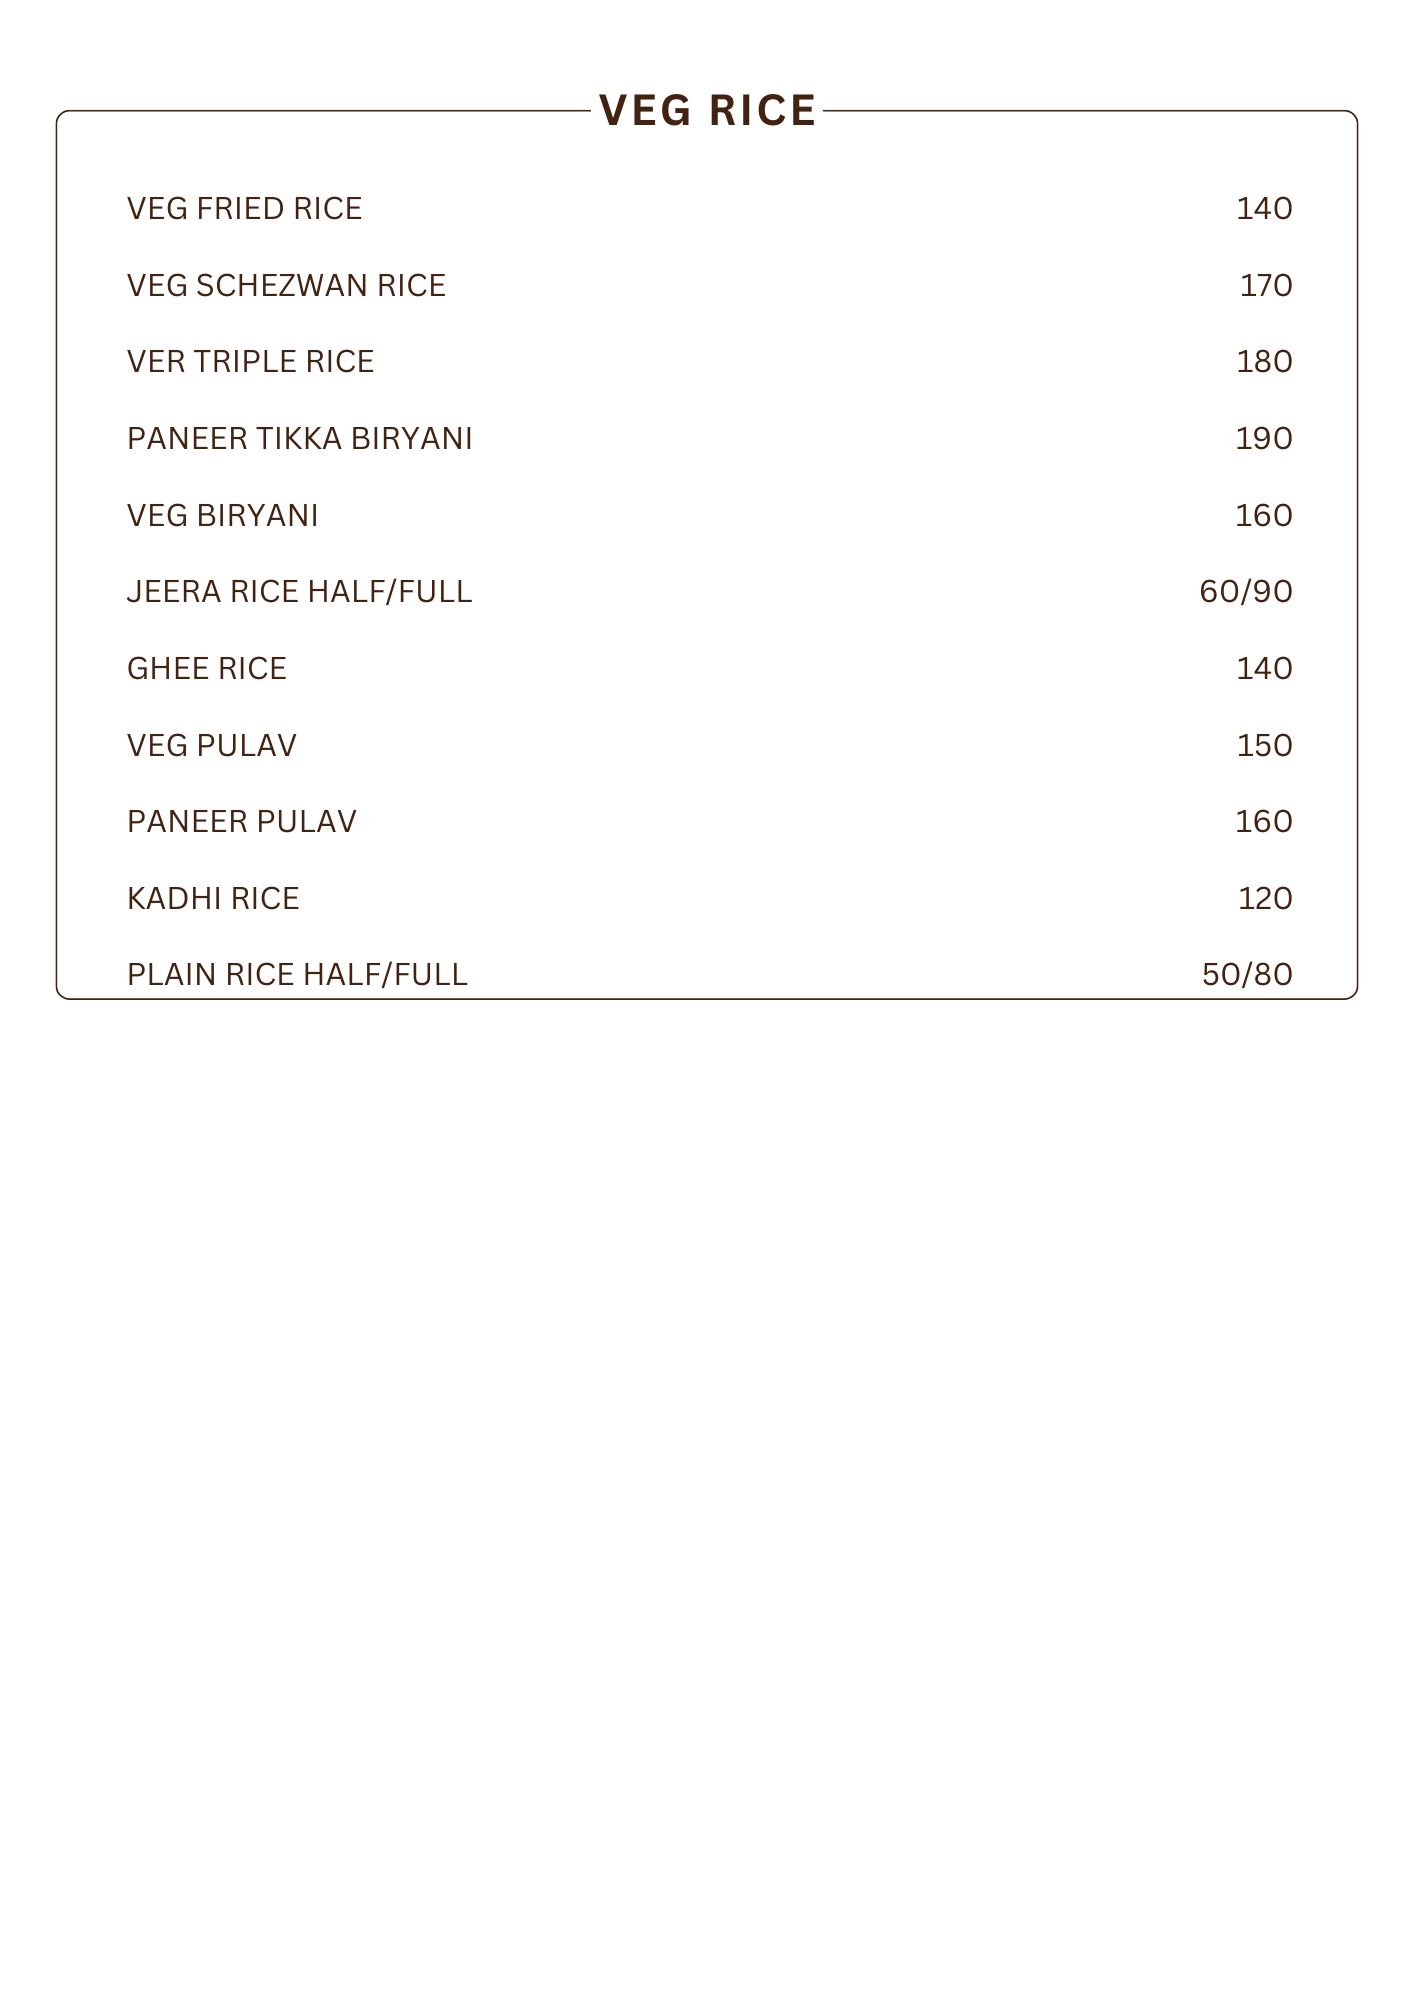 VEG RICE
VEG FRIED RICE 140
VEG SCHEZWAN RICE 170
VER TRIPLE RICE 180
PANEER TIKKA BIRYANI 190
VEG BIRYANI 160
JEERA RICE HALF/FULL 60/90
GHEE RICE 140
VEG PULAV 150
PANEER PULAV 160
KADHI RICE 120
PLAIN RICE HALF/FULL 50/80